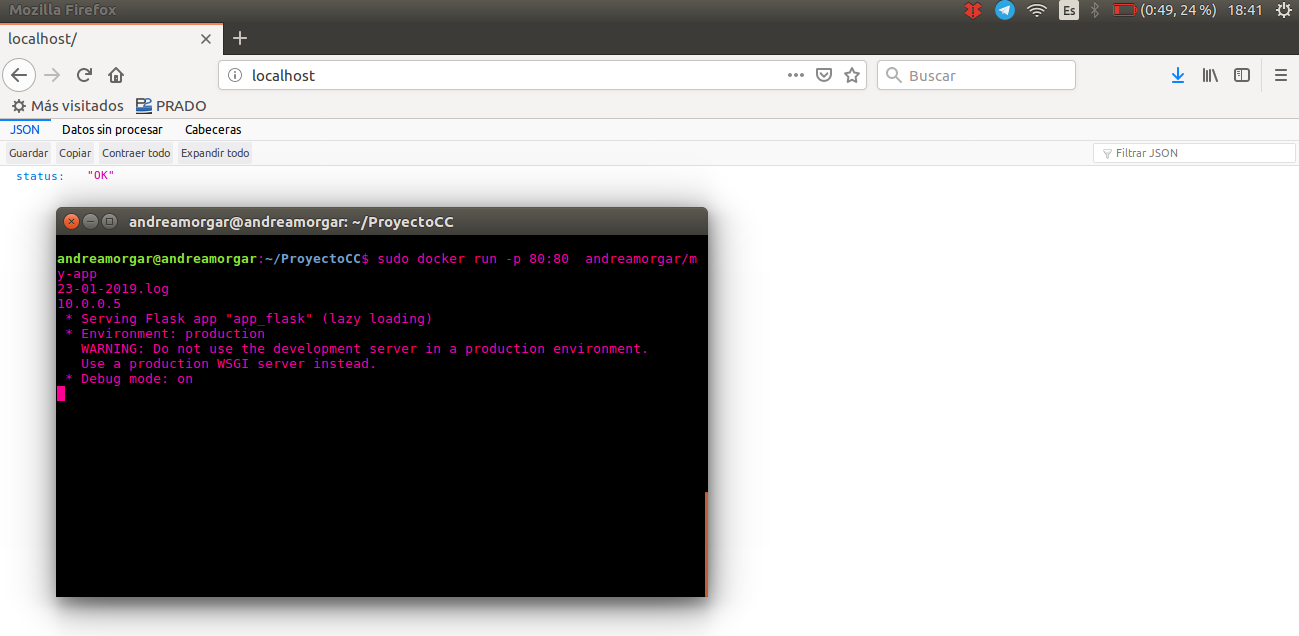 Mozilla Firefox
Es (0:49, 24 %) 18:41
localhost/
localhost
Buscar
Más visitados PRADO
JSON Datos sin procesar Cabeceras
Guardar Copiar Contraer todo Expandir todo Filtrar JSON
status: "OK"
andreamorgar@andreamorgar: ~/ProyectoCC
andreamorgar@andreamorgar:~/ProyectoCC$ sudo docker run -p 80:80  andreamorgar/m
y-app
23-01-2019.log
10.0.0.5
 * Serving Flask app "app_flask" (lazy loading)
 * Environment: production
   WARNING: Do not use the development server in a production environment.
   Use a production WSGI server instead.
 * Debug mode: on